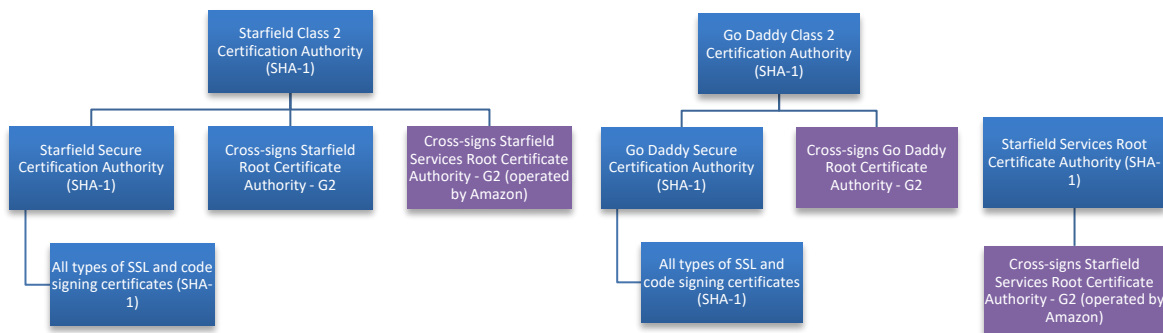 Starfield Class 2
Certification Authority
(SHA-1)
Go Daddy Class 2
Certification Authority
(SHA-1)
Starfield Secure
Certification Authority
(SHA-1)
Cross-signs Starfield
Root Certificate
Authority - G2
Cross-signs Starfield
Services Root Certificate
Authority - G2 (operated
by Amazon)
Go Daddy Secure
Certification Authority
(SHA-1)
Cross-signs Go Daddy
Root Certificate
Authority - G2
Starfield Services Root
Certificate Authority (SHA-
1)
All types of SSL and code
signing certificates (SHA-
1)
All types of SSL and
code signing certificates
(SHA-1)
Cross-signs Starfield
Services Root Certificate
Authority - G2 (operated by
Amazon)